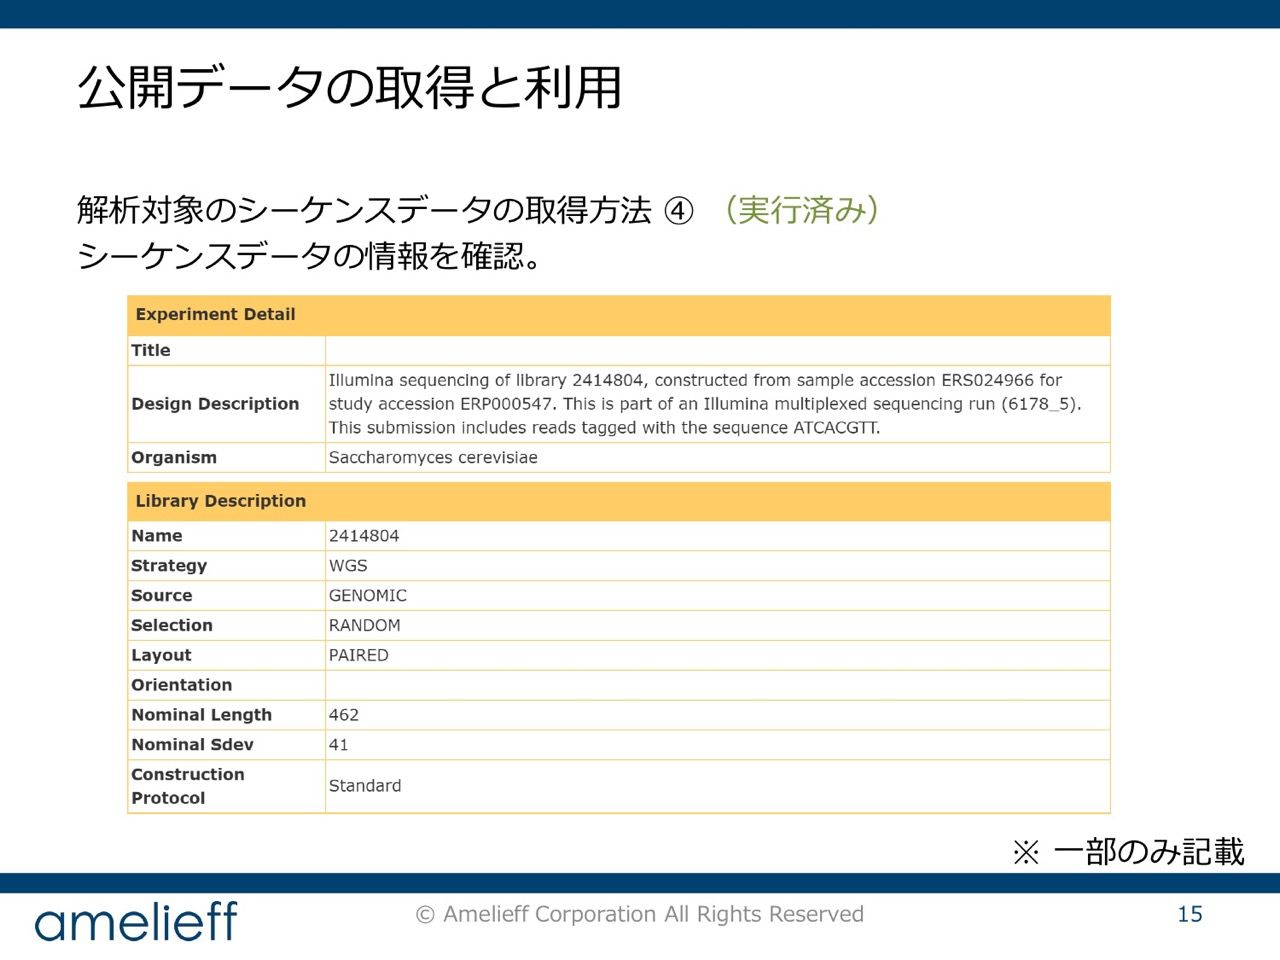 公開データの取得と利用
解析対象のシーケンスデータの取得方法 ④ （実行済み）
シーケンスデータの情報を確認。
Experiment Detail
Title
Design Description
Illumina sequencing of library 2414804, constructed from sample accession ERS024966 for
study accession ERP000547. This is part of an Illumina multiplexed sequencing run (6178_5).
This submission includes reads tagged with the sequence ATCACGTT.
Organism Saccharomyces cerevisiae
Library Description
Name 2414804
Strategy WGS
Source GENOMIC
Selection RANDOM
Layout PAIRED
Orientation
Nominal Length 462
Nominal Sdev 41
Construction
Protocol
Standard
※ 一部のみ記載
amelieff
© Amelieff Corporation All Rights Reserved
15